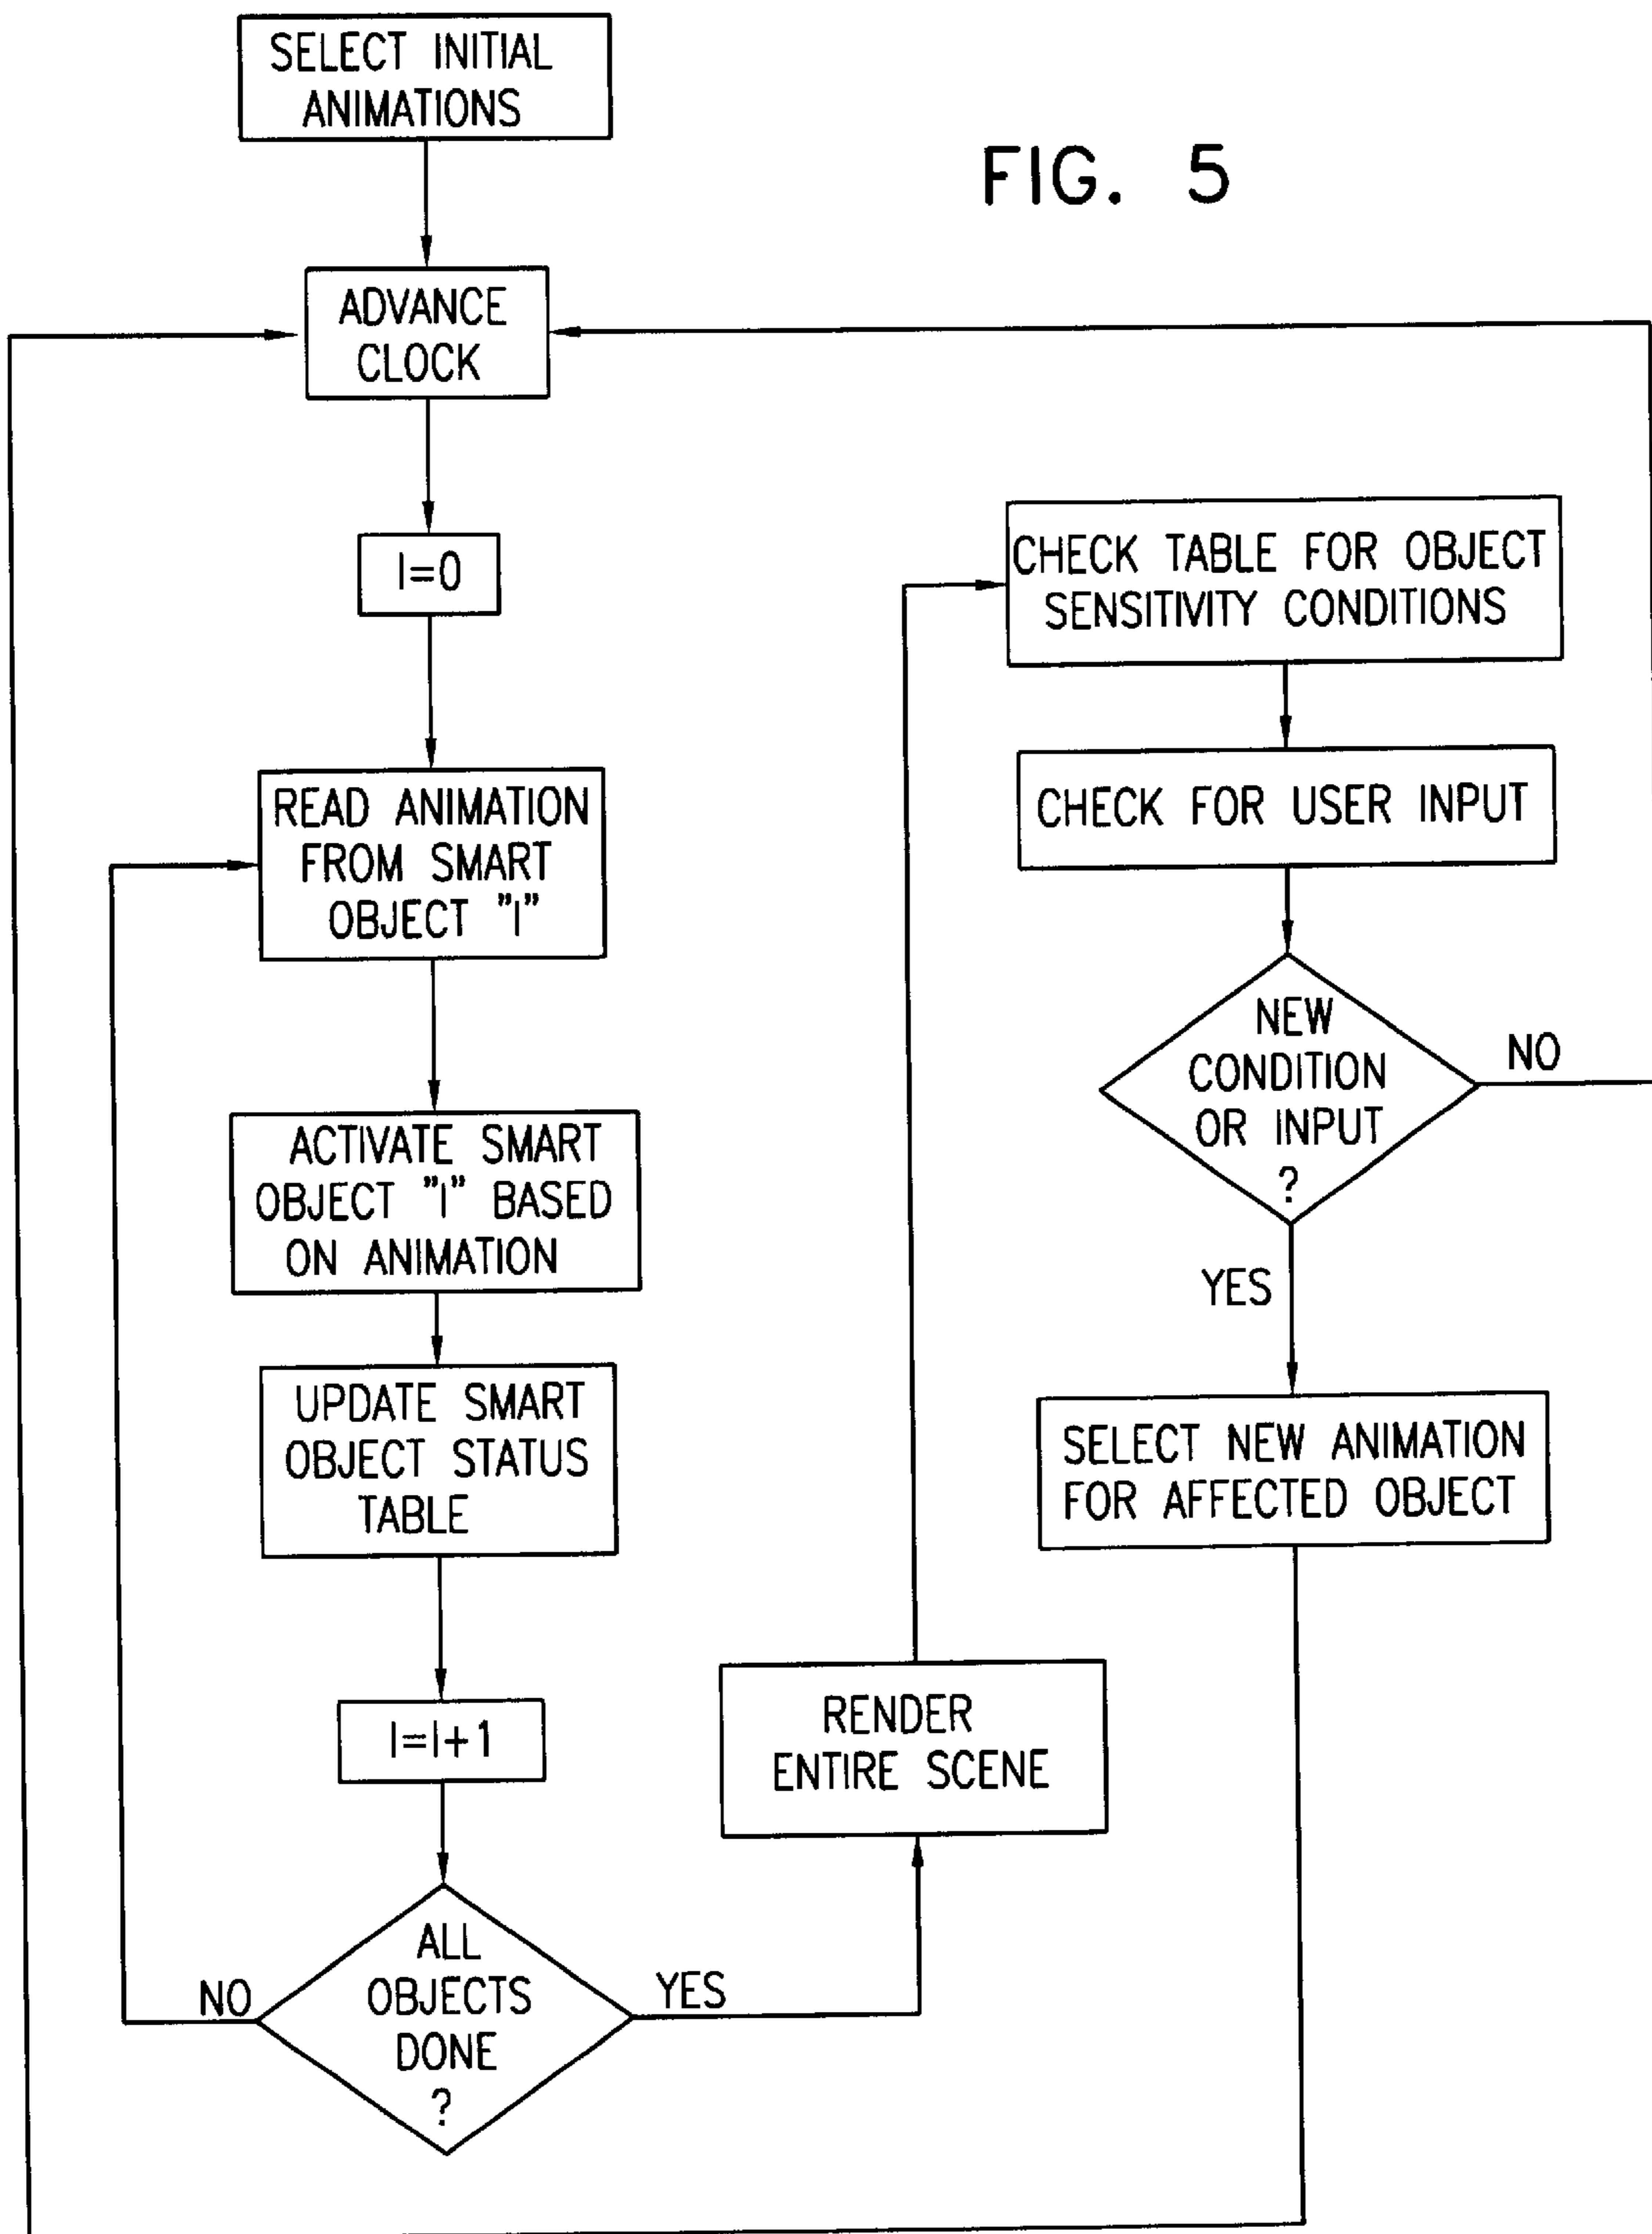 FIG. 5
SELECT INITIAL
ANIMATIONS
ADVANCE
CLOCK
I=0
READ ANIMATION
FROM SMART
OBJECT "I"
ACTIVATE SMART
OBJECT "I" BASED
ON ANIMATION
UPDATE SMART
OBJECT STATUS
TABLE
I=I+1
ALL
OBJECTS
DONE
?
NO
YES
RENDER
ENTIRE SCENE
CHECK TABLE FOR OBJECT
SENSITIVITY CONDITIONS
CHECK FOR USER INPUT
NEW
CONDITION
OR INPUT
?
NO
YES
SELECT NEW ANIMATION
FOR AFFECTED OBJECT